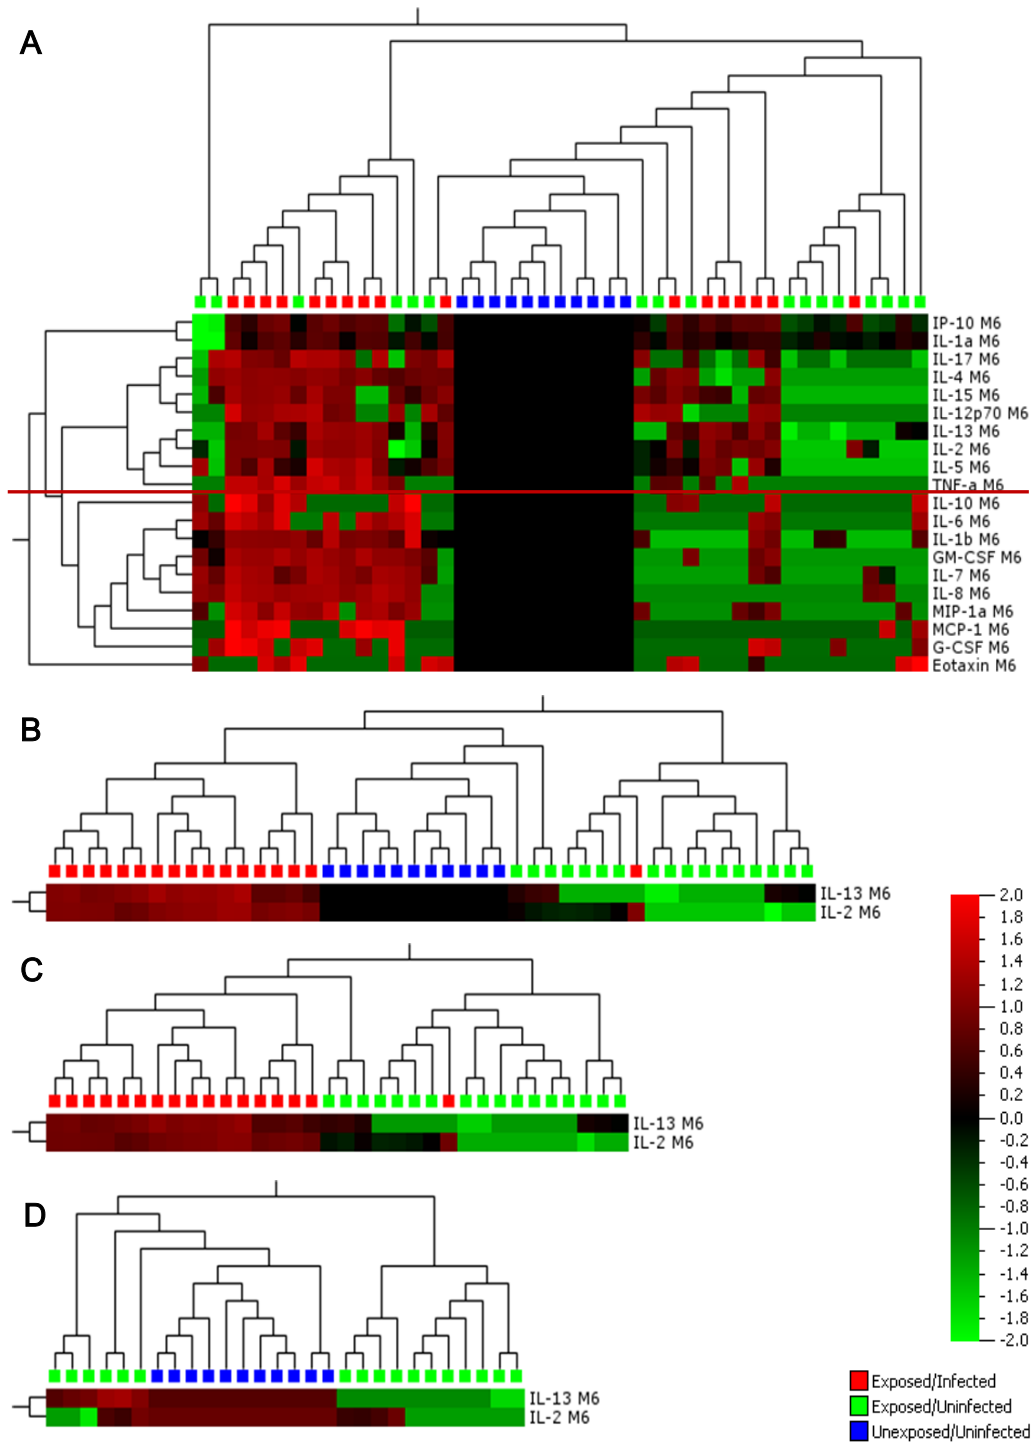 A
IP-10 M6
IL-1a M6
IL-17 M6
IL-4 M6
IL-15 M6
IL-12p70 M6
IL-13 M6
IL-2 M6
IL-5 M6
TNF-a M6
IL-10 M6
IL-6 M6
IL-1b M6
GM-CSF M6
IL-7 M6
IL-8 M6
MIP-1a M6
MCP-1 M6
G-CSF M6
Eotaxin M6
B
IL-13 M6
IL-2 M6
C
IL-13 M6
IL-2 M6
D
IL-13 M6
IL-2 M6
2.0
1.8
1.6
1.4
1.2
1.0
0.8
0.6
0.4
0.2
0.0
-0.2
-0.4
-0.6
-0.8
-1.0
-1.2
-1.4
-1.6
-1.8
-2.0
Exposed/Infected
Exposed/Uninfected
Unexposed/Uninfected